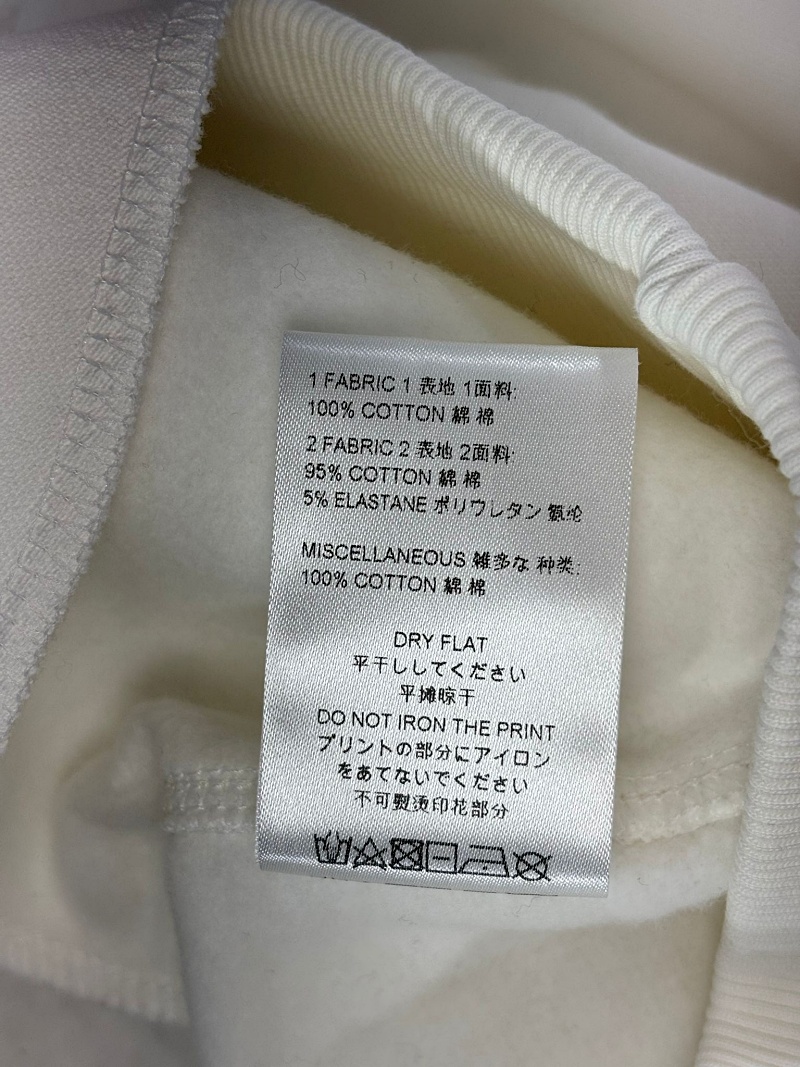 1 FABRIC 1 表地 1面料:
100% COTTON 綿 棉
2 FABRIC 2 表地 2面料:
95% COTTON 綿 棉
5% ELASTANE ポリウレタン 氨纶
MISCELLANEOUS 雑多な 种类:
100% COTTON 綿 棉
DRY FLAT
平干ししてください
平摊晾干
DO NOT IRON THE PRINT
プリントの部分にアイロン
をあてないでください
不可熨烫印花部分